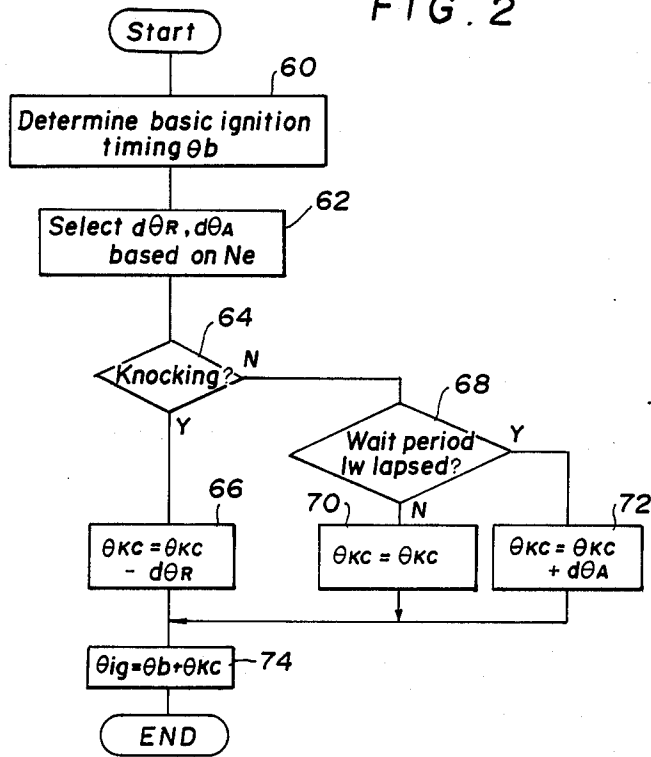 FIG. 2
Start
60
Determine basic ignition
timing θb
62
Select dθR, dθA
based on Ne
64
Knocking?
N
Y
68
Wait period
Iw lapsed?
Y
N
66
θKC = θKC
- dθR
70
θKC = θKC
72
θKC = θKC
+ dθA
θig=θb+θKC
74
END